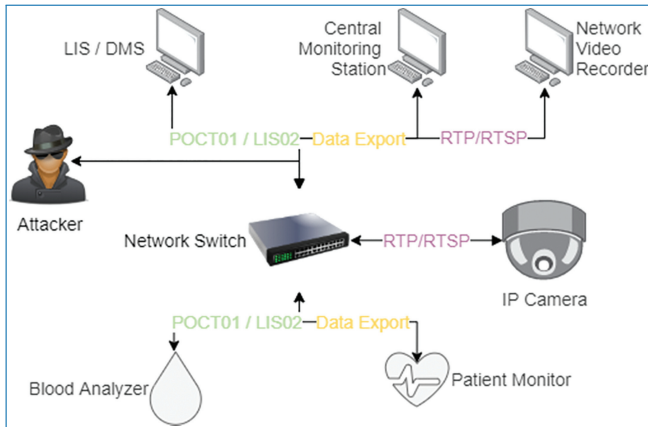 LIS / DMS
Central
Monitoring
Station
Network
Video
Recorder
POCT01 / LIS02
Data Export
RTP/RTSP
Attacker
Network Switch
RTP/RTSP
IP Camera
POCT01 / LIS02
Data Export
Blood Analyzer
Patient Monitor